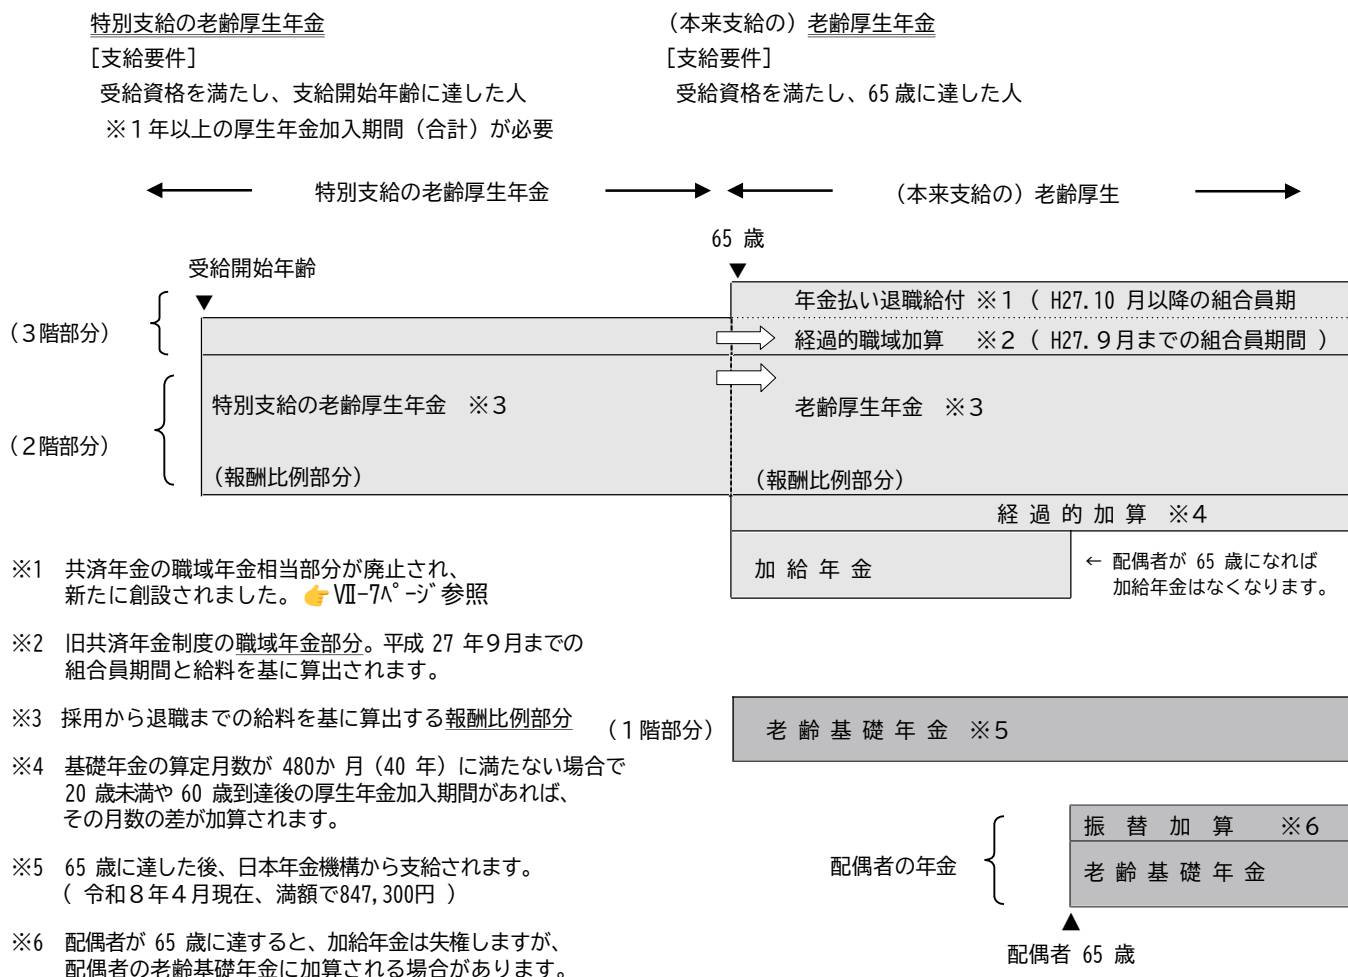 特別支給の老齢厚生年金
[支給要件]
受給資格を満たし、支給開始年齢に達した人
※１年以上の厚生年金加入期間（合計）が必要
（本来支給の）老齢厚生年金
[支給要件]
受給資格を満たし、65歳に達した人
特別支給の老齢厚生年金
（本来支給の）老齢厚生
65 歳
受給開始年齢
年金払い退職給付 ※１（ H27.10 月以降の組合員期
（３階部分）
経過的職域加算 ※２（ H27.９月までの組合員期間 ）
特別支給の老齢厚生年金 ※３
老齢厚生年金 ※３
（２階部分）
（報酬比例部分）
（報酬比例部分）
経 過 的 加 算 ※４
加 給 年 金
← 配偶者が 65 歳になれば
加給年金はなくなります。
※1 共済年金の職域年金相当部分が廃止され、
新たに創設されました。👉Ⅶ-7ﾍﾟｰｼﾞ参照
※2 旧共済年金制度の職域年金部分。平成 27 年９月までの
組合員期間と給料を基に算出されます。
※3 採用から退職までの給料を基に算出する報酬比例部分
（１階部分）
老 齢 基 礎 年 金 ※５
※4 基礎年金の算定月数が 480か 月（40 年）に満たない場合で
20 歳未満や 60 歳到達後の厚生年金加入期間があれば、
その月数の差が加算されます。
※5 65 歳に達した後、日本年金機構から支給されます。
（ 令和８年４月現在、満額で847,300円 ）
※6 配偶者が 65 歳に達すると、加給年金は失権しますが、
配偶者の老齢基礎年金に加算される場合があります。
振 替 加 算 ※６
配偶者の年金
老 齢 基 礎 年 金
配偶者 65 歳